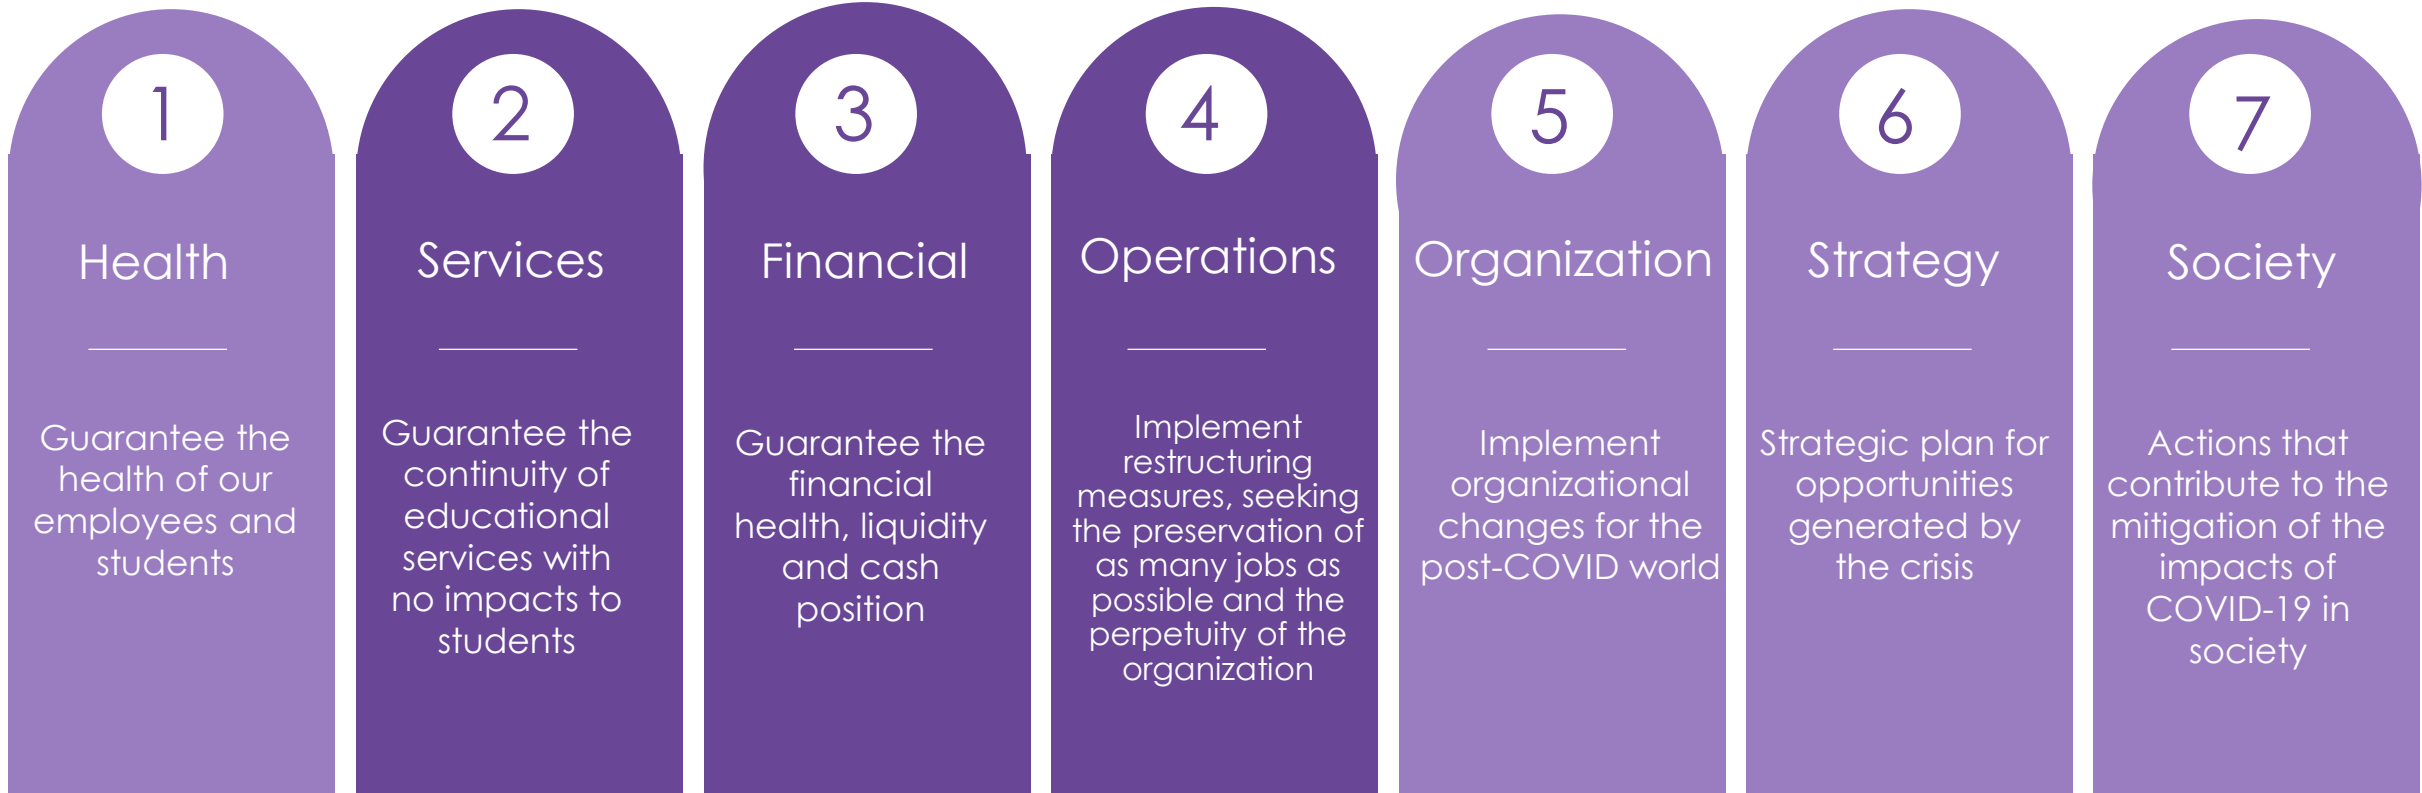 1
Health
Guarantee the
health of our
employees and
students
2
Services
Guarantee the
continuity of
educational
services with
no impacts to
students
3
Financial
Guarantee the
financial
health, liquidity
and cash
position
4
Operations
Implement
restructuring
measures, seeking
the preservation of
as many jobs as
possible and the
perpetuity of the
organization
5
Organization
Implement
organizational
changes for the
post-COVID world
6
Strategy
Strategic plan for
opportunities
generated by
the crisis
7
Society
Actions that
contribute to the
mitigation of the
impacts of
COVID-19 in
society